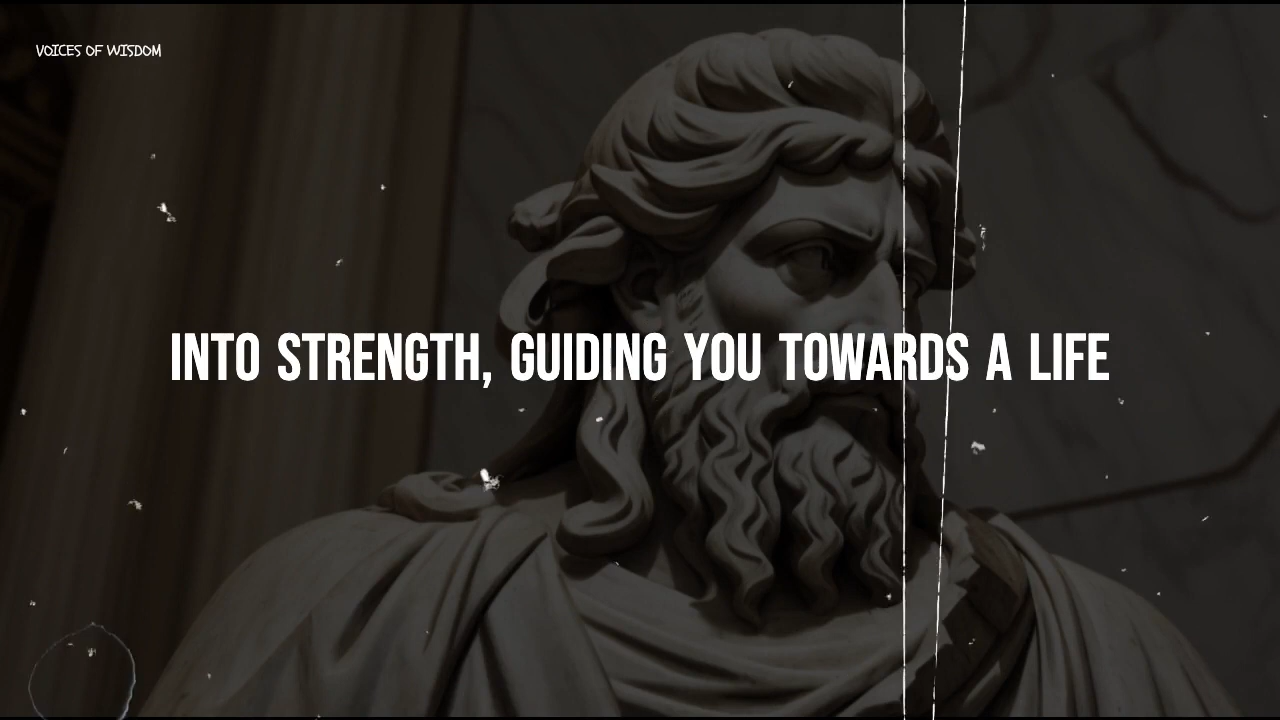 VOICES OF WISDOM
INTO STRENGTH, GUIDING YOU TOWARDS A LIFE